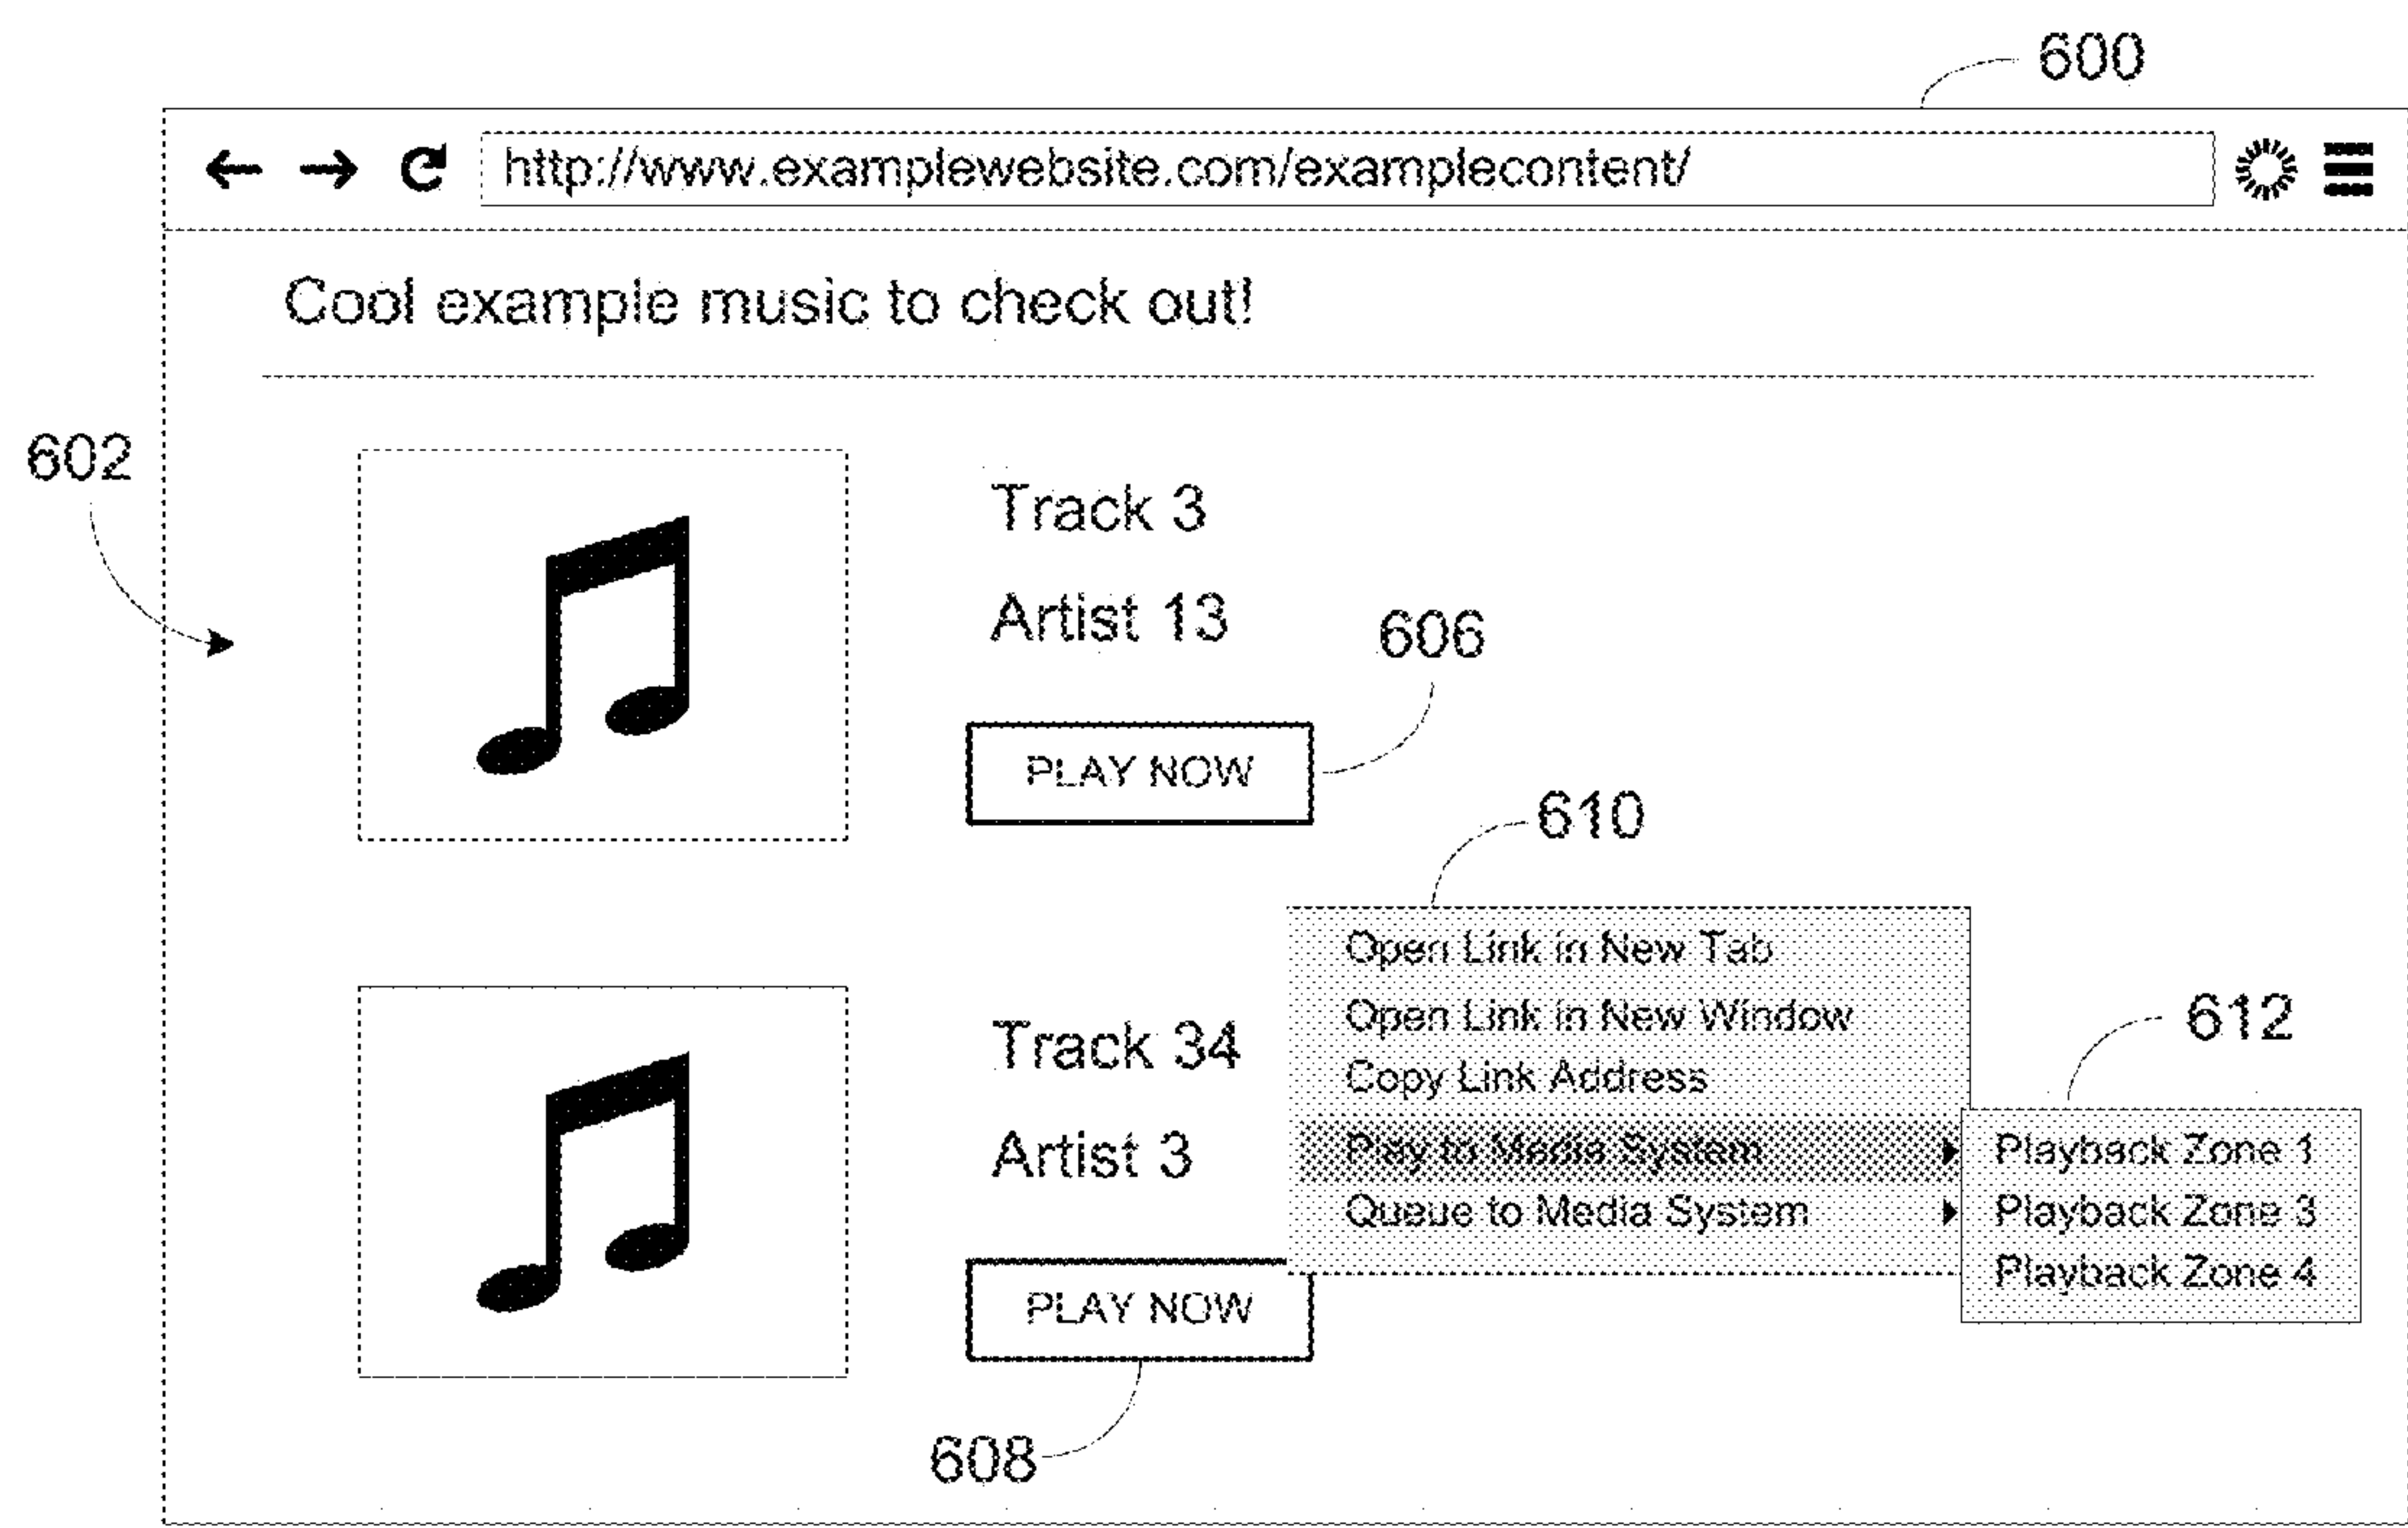 600
http://www.examplewebsite.com/examplecontent/
Cool example music to check out!
602
Track 3
Artist 13
606
PLAY NOW
610
Open Link in New Tab
Open Link in New Window
Copy Link Address
Play to Media System
Queue to Media System
612
Playback Zone 1
Playback Zone 3
Playback Zone 4
Track 34
Artist 3
PLAY NOW
608